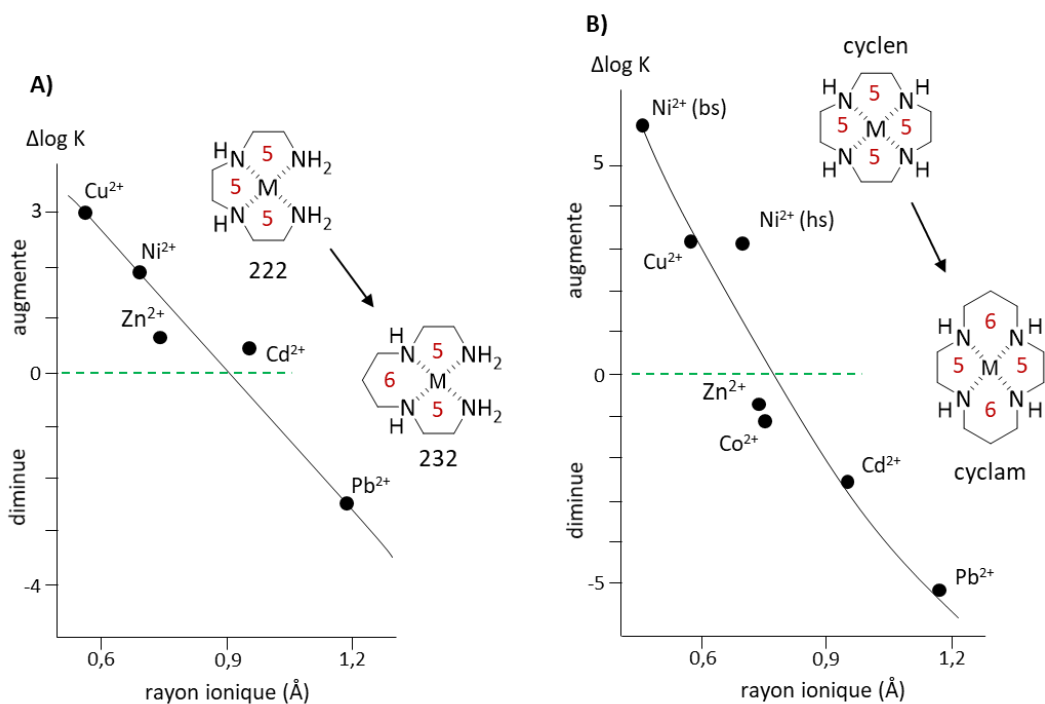 A)
Δlog K
augmente
diminue
3
0
-4
Cu²⁺
Ni²⁺
Zn²⁺
Cd²⁺
Pb²⁺
H
N
5
NH₂
5
M
N
H
5
NH₂
222
H
N
5
NH₂
6
M
N
H
5
NH₂
232
0,6
0,9
1,2
rayon ionique (Å)
B)
Δlog K
augmente
diminue
5
0
-5
Ni²⁺ (bs)
Ni²⁺ (hs)
Cu²⁺
Zn²⁺
Co²⁺
Cd²⁺
Pb²⁺
cyclen
H
N
5
N
H
5
M
5
H
N
5
N
H
H
N
6
N
H
5
M
5
H
N
6
N
H
cyclam
0,6
0,9
1,2
rayon ionique (Å)